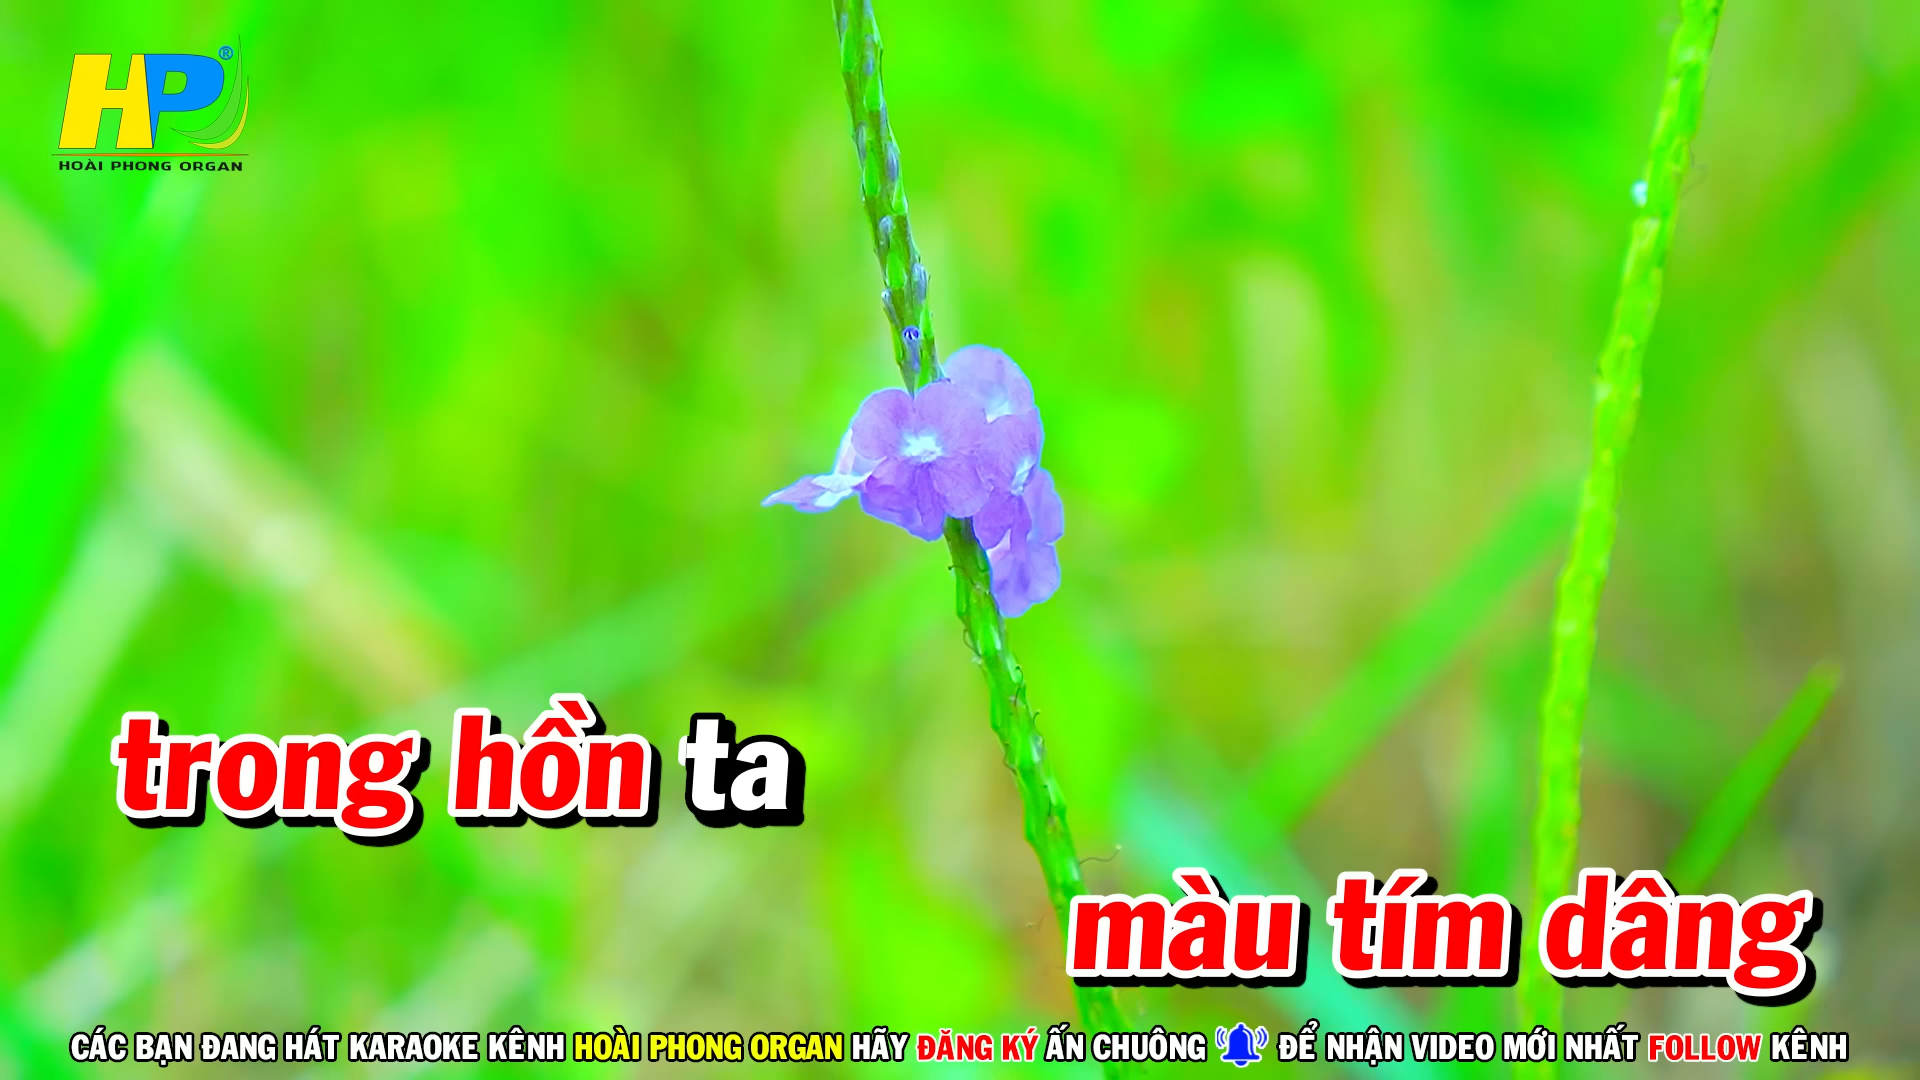 HP®
HOÀI PHONG ORGAN
trong hồn ta
màu tím dâng
CÁC BẠN ĐANG HÁT KARAOKE KÊNH HOÀI PHONG ORGAN HÃY ĐĂNG KÝ ẤN CHUÔNG ĐỂ NHẬN VIDEO MỚI NHẤT FOLLOW KÊNH